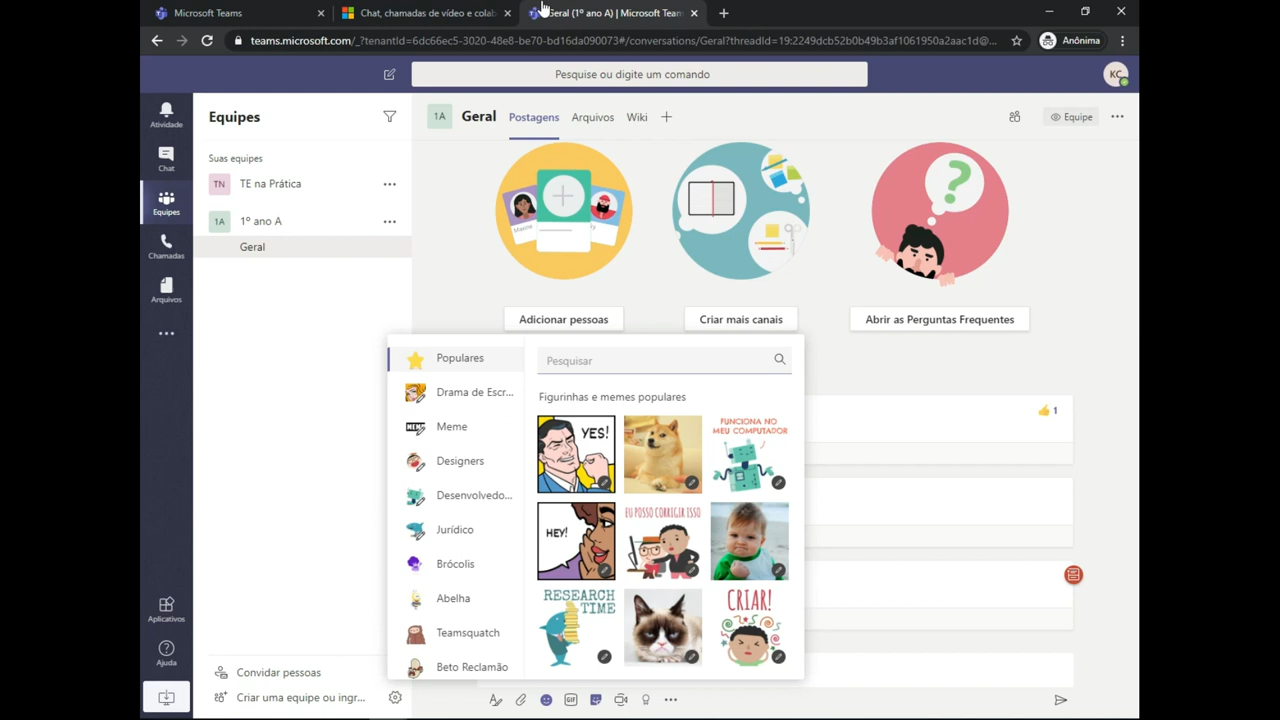 Microsoft Teams
Chat, chamadas de vídeo e colab
Geral (1º ano A) | Microsoft Team
teams.microsoft.com/_?tenantId=6dc66ec5-3020-48e8-be70-bd16da090073#/conversations/Geral?threadId=19:2249dcb52b0b49b3af1061950a2aac1d@...
Anônima
Pesquise ou digite um comando
KC
Atividade
Chat
Equipes
Chamadas
Arquivos
Aplicativos
Ajuda
Equipes
Suas equipes
TN TE na Prática
1A 1º ano A
Geral
Convidar pessoas
Criar uma equipe ou ingr...
1A Geral Postagens Arquivos Wiki
Equipe
Maxine
Adicionar pessoas
Criar mais canais
Abrir as Perguntas Frequentes
1
Populares
Drama de Escr...
MEME Meme
Designers
Desenvolvedo...
Jurídico
Brócolis
Abelha
Teamsquatch
Beto Reclamão
Pesquisar
Figurinhas e memes populares
YES!
FUNCIONA NO
MEU COMPUTADOR
HEY!
EU POSSO CORRIGIR ISSO
RESEARCH
TIME
CRIAR!
GIF